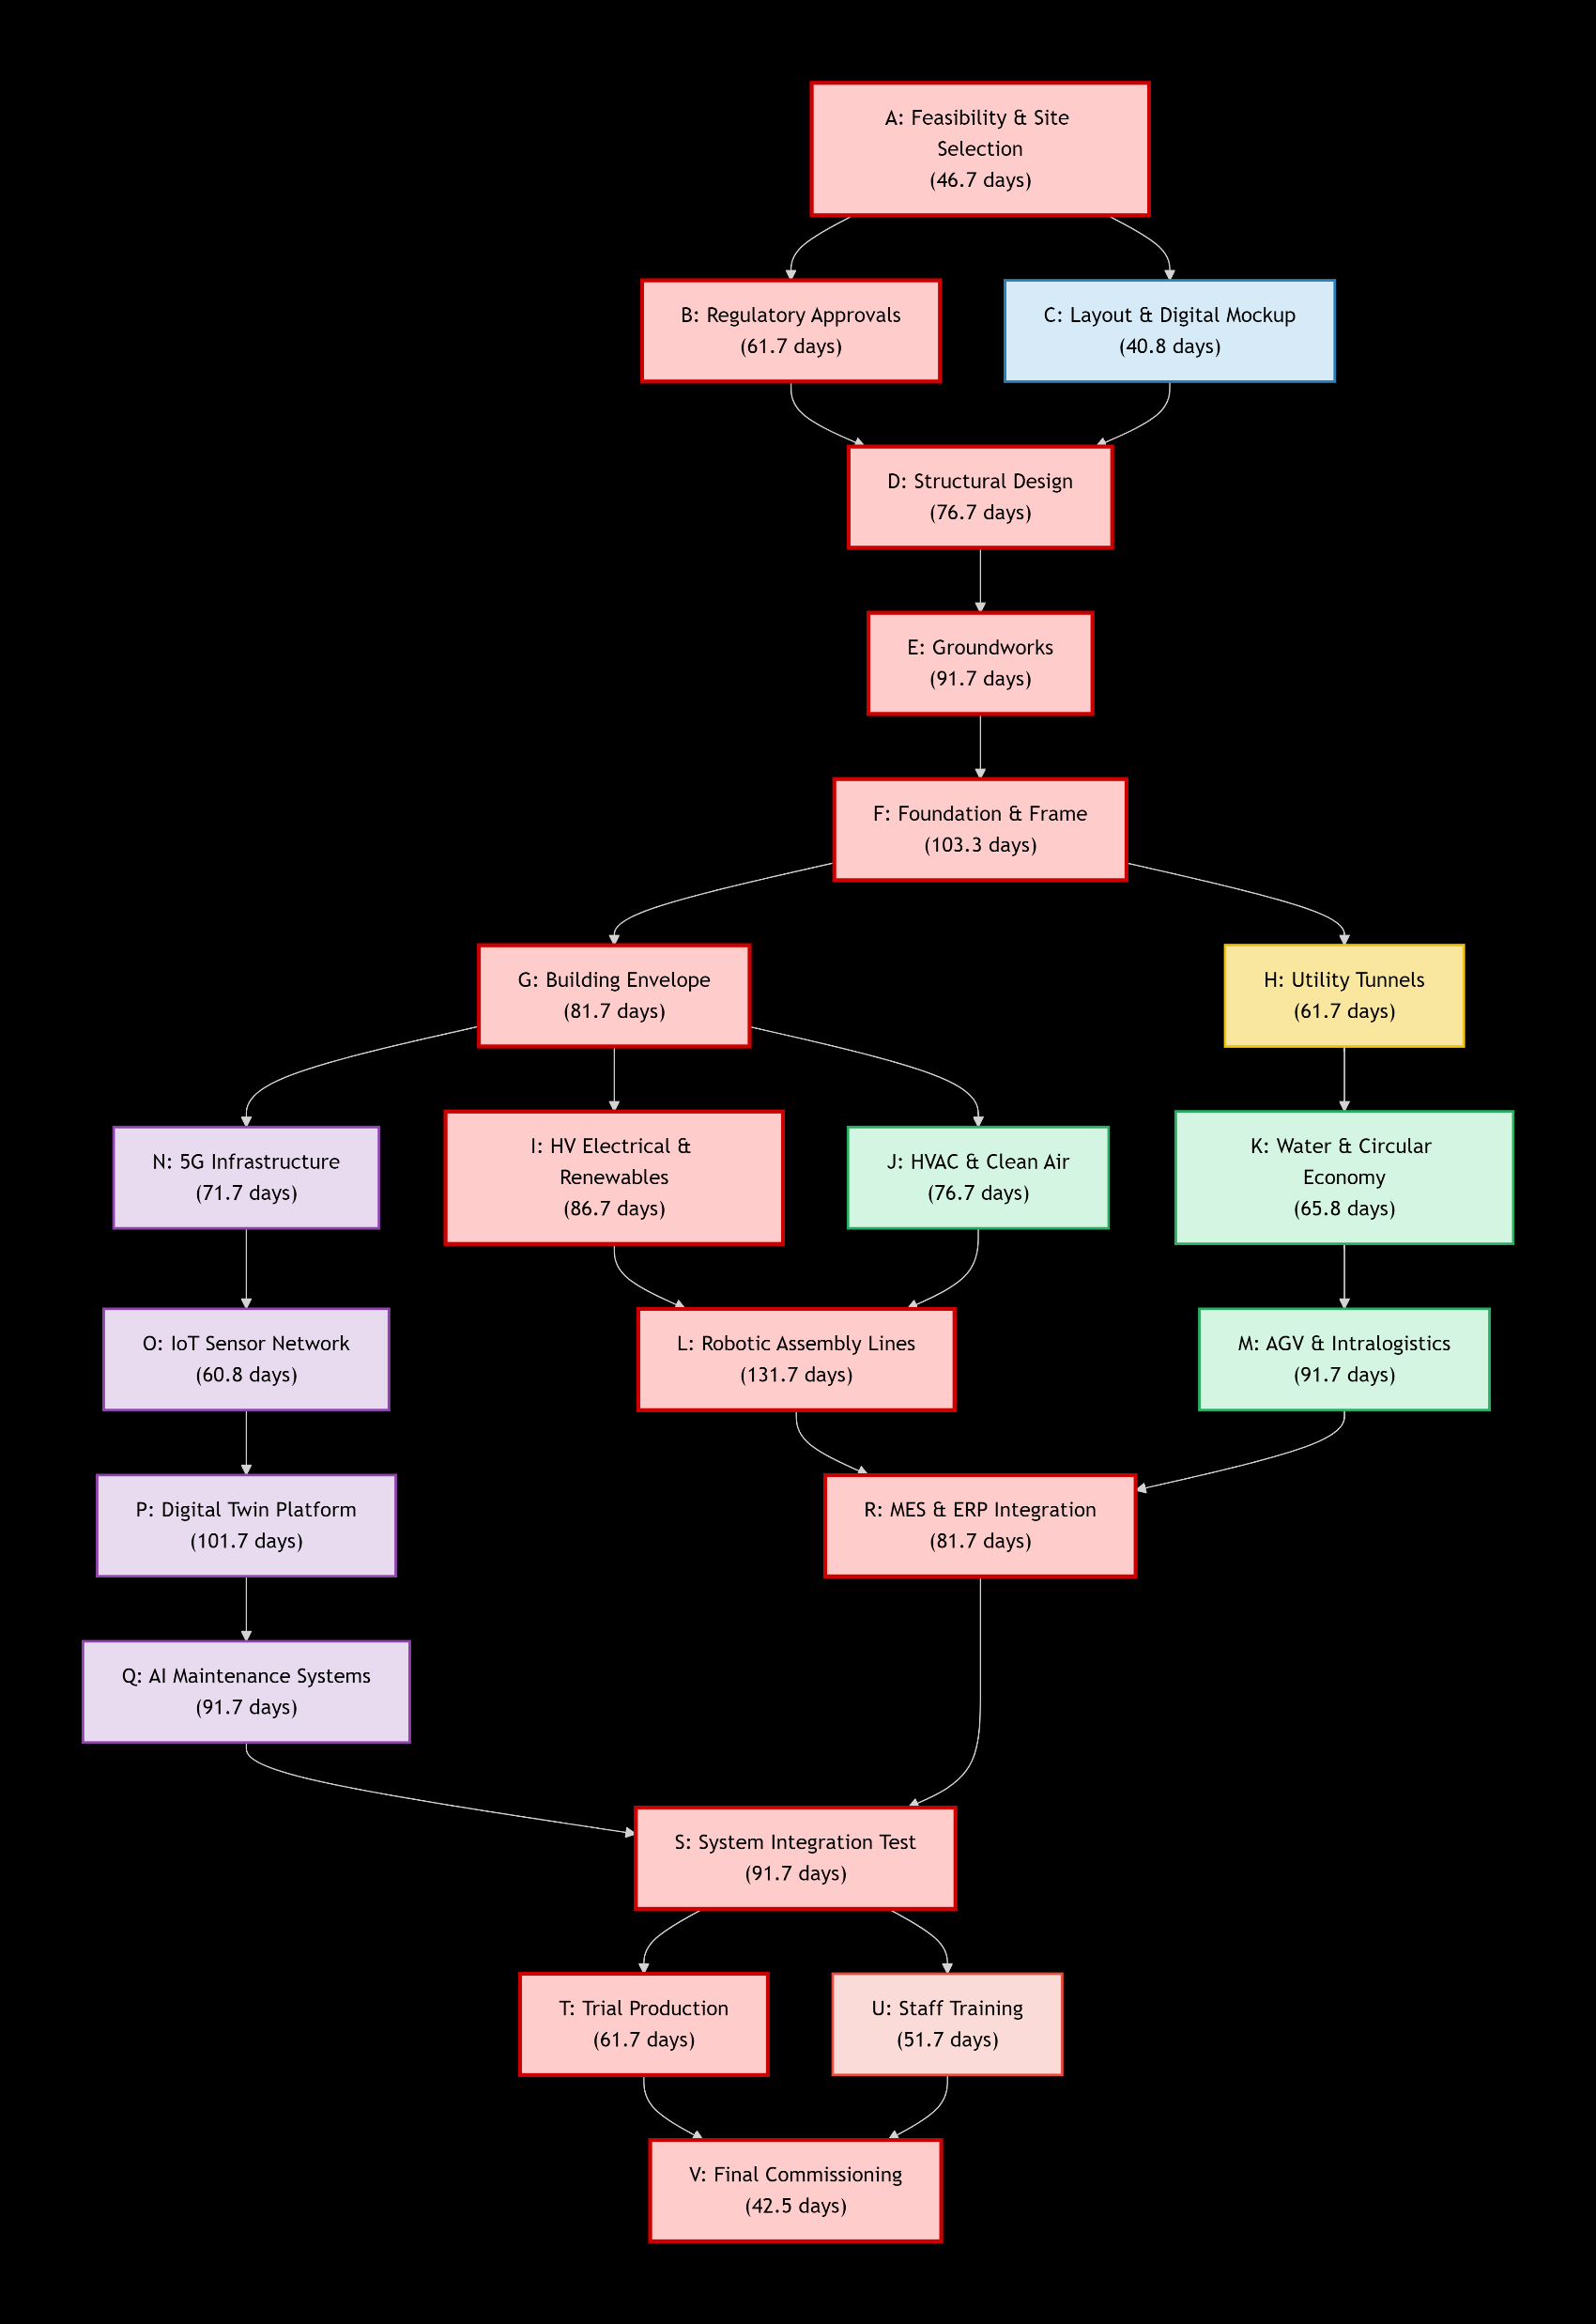 A: Feasibility & Site
Selection
(46.7 days)
B: Regulatory Approvals
(61.7 days)
C: Layout & Digital Mockup
(40.8 days)
D: Structural Design
(76.7 days)
E: Groundworks
(91.7 days)
F: Foundation & Frame
(103.3 days)
G: Building Envelope
(81.7 days)
H: Utility Tunnels
(61.7 days)
N: 5G Infrastructure
(71.7 days)
I: HV Electrical &
Renewables
(86.7 days)
J: HVAC & Clean Air
(76.7 days)
K: Water & Circular
Economy
(65.8 days)
O: IoT Sensor Network
(60.8 days)
L: Robotic Assembly Lines
(131.7 days)
M: AGV & Intralogistics
(91.7 days)
P: Digital Twin Platform
(101.7 days)
R: MES & ERP Integration
(81.7 days)
Q: AI Maintenance Systems
(91.7 days)
S: System Integration Test
(91.7 days)
T: Trial Production
(61.7 days)
U: Staff Training
(51.7 days)
V: Final Commissioning
(42.5 days)